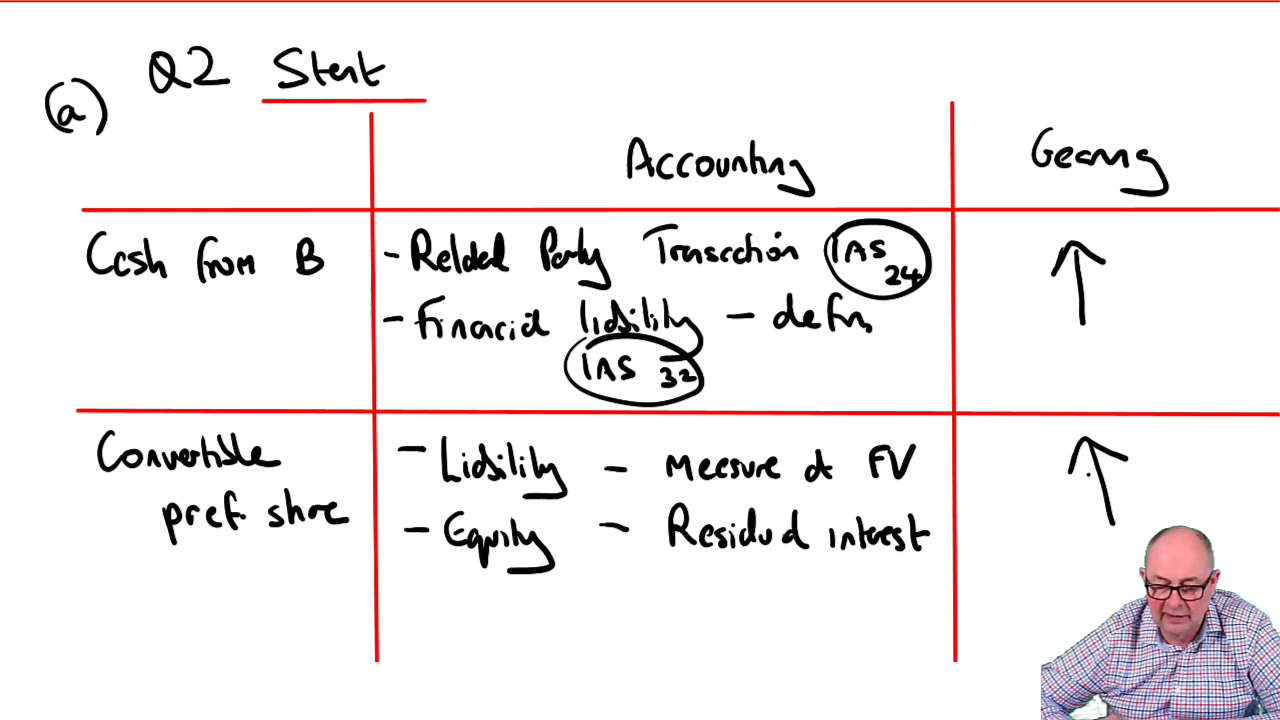 Q2 Stent
(a)
Accounting
Gearing
Cash from B
- Related Party Transaction IAS 24
- Financial liability - defn.
IAS 32
Convertible
pref. share
- Liability - Measure at FV
- Equity - Residual interest